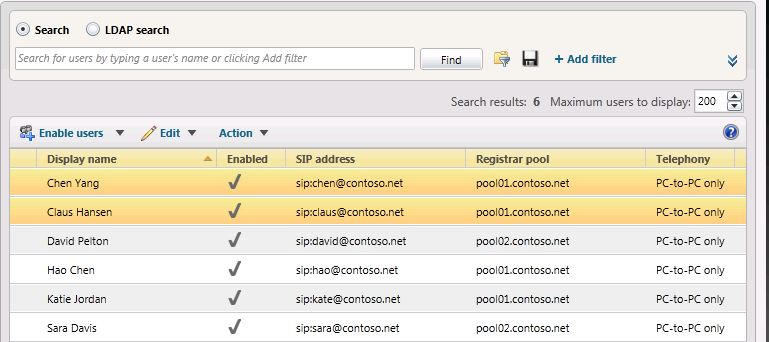 Search LDAP search
Search for users by typing a user's name or clicking Add filter Find + Add filter
Search results: 6 Maximum users to display: 200
Enable users Edit Action ?
Display name Enabled SIP address Registrar pool Telephony
Chen Yang sip:chen@contoso.net pool01.contoso.net PC-to-PC only
Claus Hansen sip:claus@contoso.net pool01.contoso.net PC-to-PC only
David Pelton sip:david@contoso.net pool02.contoso.net PC-to-PC only
Hao Chen sip:hao@contoso.net pool01.contoso.net PC-to-PC only
Katie Jordan sip:kate@contoso.net pool01.contoso.net PC-to-PC only
Sara Davis sip:sara@contoso.net pool02.contoso.net PC-to-PC only